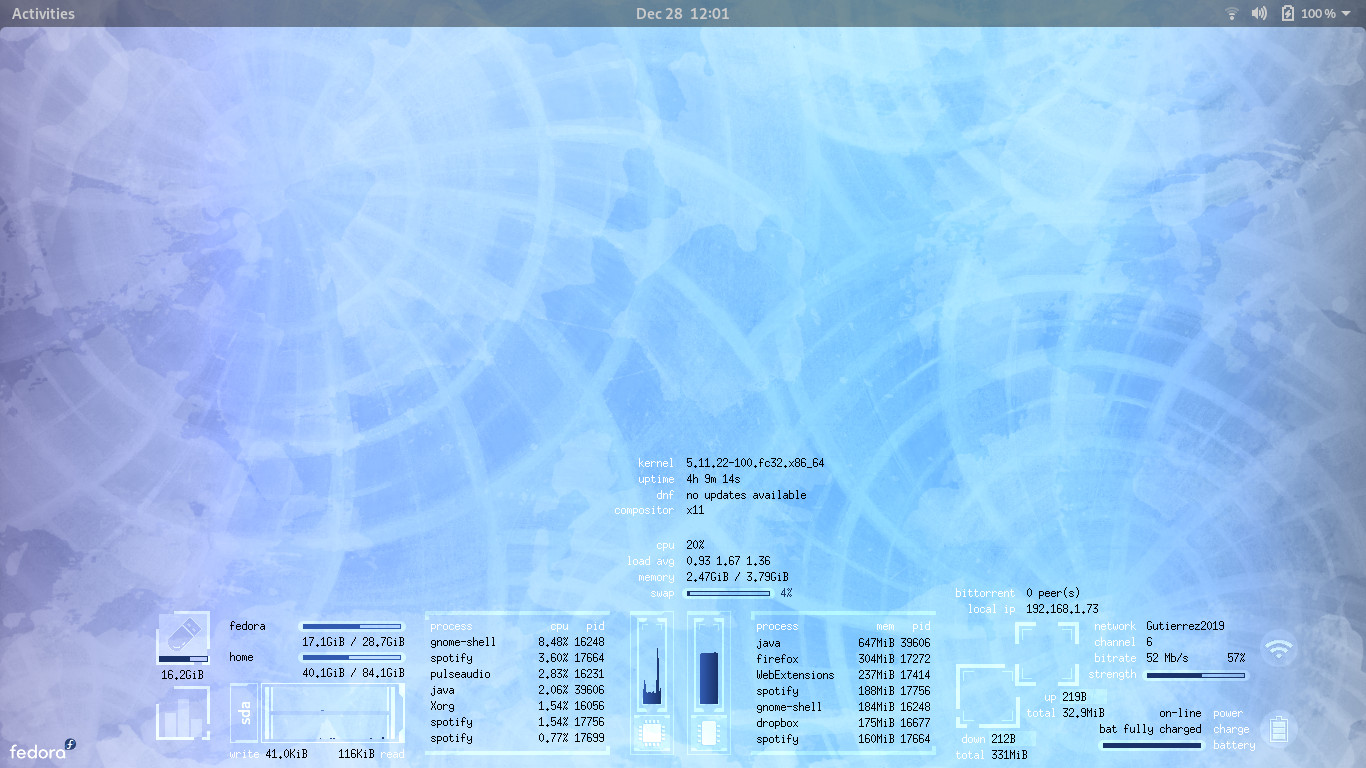 Activities
Dec 28 12:01
100 %
kernel 5.11.22-100.fc32.x86_64
uptime 4h 9m 14s
dnf no updates available
compositor x11
cpu 20%
load avg 0.93 1.67 1.36
memory 2.47GiB / 3.79GiB
swap 4%
16.2GiB
fedora
17.1GiB / 28.7GiB
home
40.1GiB / 84.1GiB
sda
write 41.0KiB 116KiB read
process cpu pid
gnome-shell 8.48% 16248
spotify 3.60% 17664
pulseaudio 2.83% 16231
java 2.06% 39606
Xorg 1.54% 16056
spotify 1.54% 17756
spotify 0.77% 17699
process mem pid
java 647MiB 39606
firefox 304MiB 17272
WebExtensions 237MiB 17414
spotify 188MiB 17756
gnome-shell 184MiB 16248
dropbox 175MiB 16677
spotify 160MiB 17664
bittorrent 0 peer(s)
local ip 192.168.1.73
network Gutierrez2019
channel 6
bitrate 52 Mb/s 57%
strength
up 219B
total 32.9MiB
down 212B
total 331MiB
on-line power
bat fully charged charge
battery
fedora